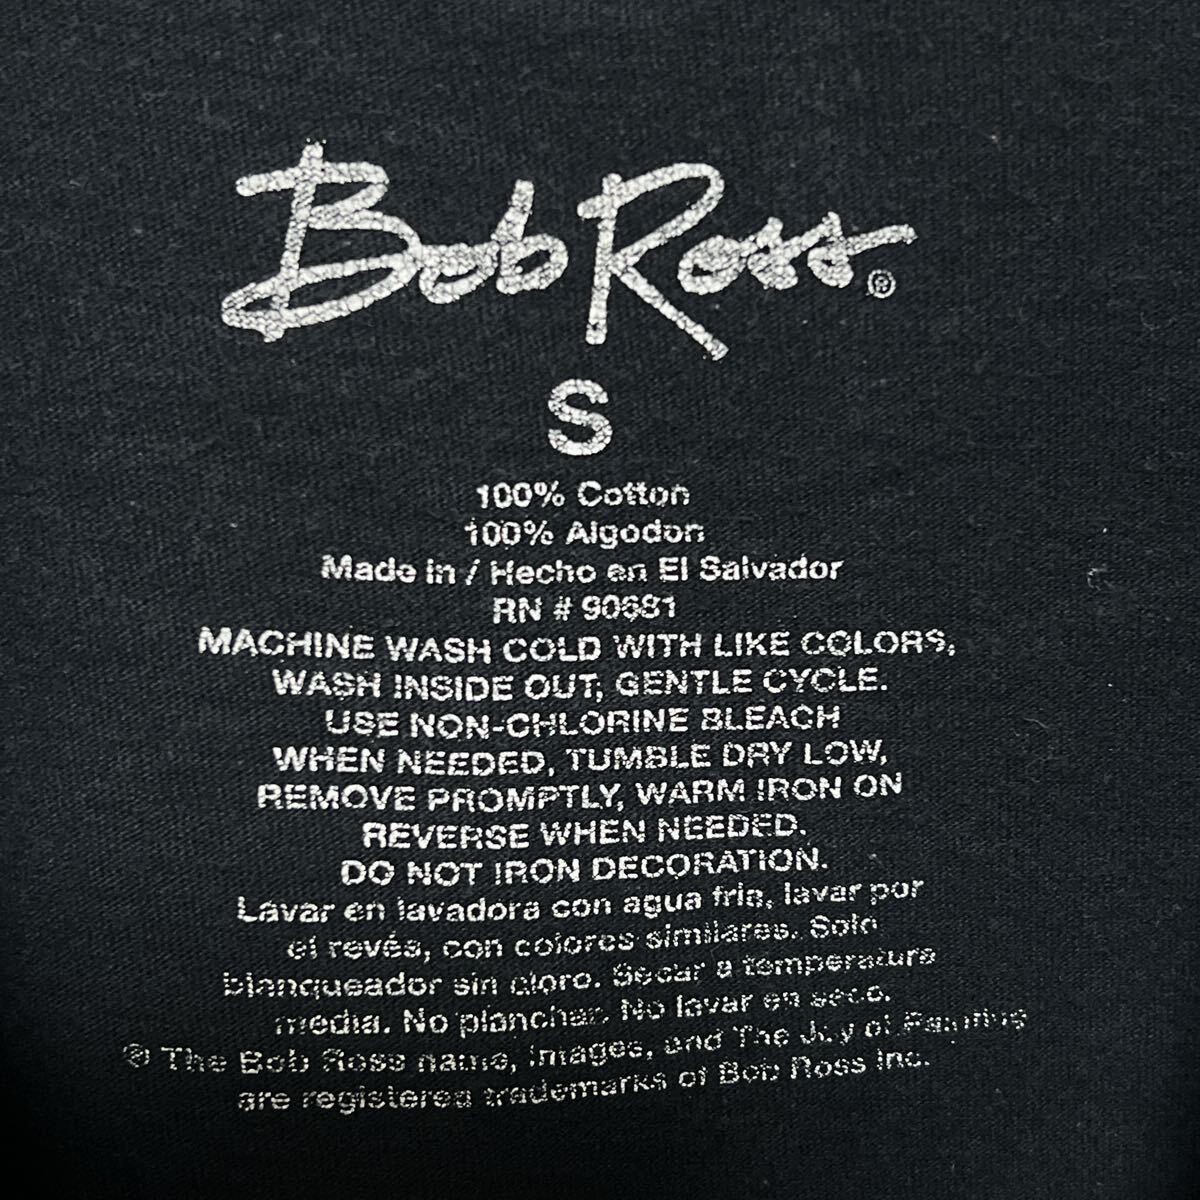 Bob Ross®
S
100% Cotton
100% Algodon
Made in / Hecho en El Salvador
RN # 90681
MACHINE WASH COLD WITH LIKE COLORS,
WASH INSIDE OUT, GENTLE CYCLE.
USE NON-CHLORINE BLEACH
WHEN NEEDED, TUMBLE DRY LOW,
REMOVE PROMPTLY, WARM IRON ON
REVERSE WHEN NEEDED.
DO NOT IRON DECORATION.
Lavar en lavadora con agua fria, lavar por
el revés, con colores similares. Solo
blanqueador sin cloro. Secar a temperatura
media. No planchar. No lavar en seco.
® The Bob Ross name, images, and The Joy of Painting
are registered trademarks of Bob Ross Inc.